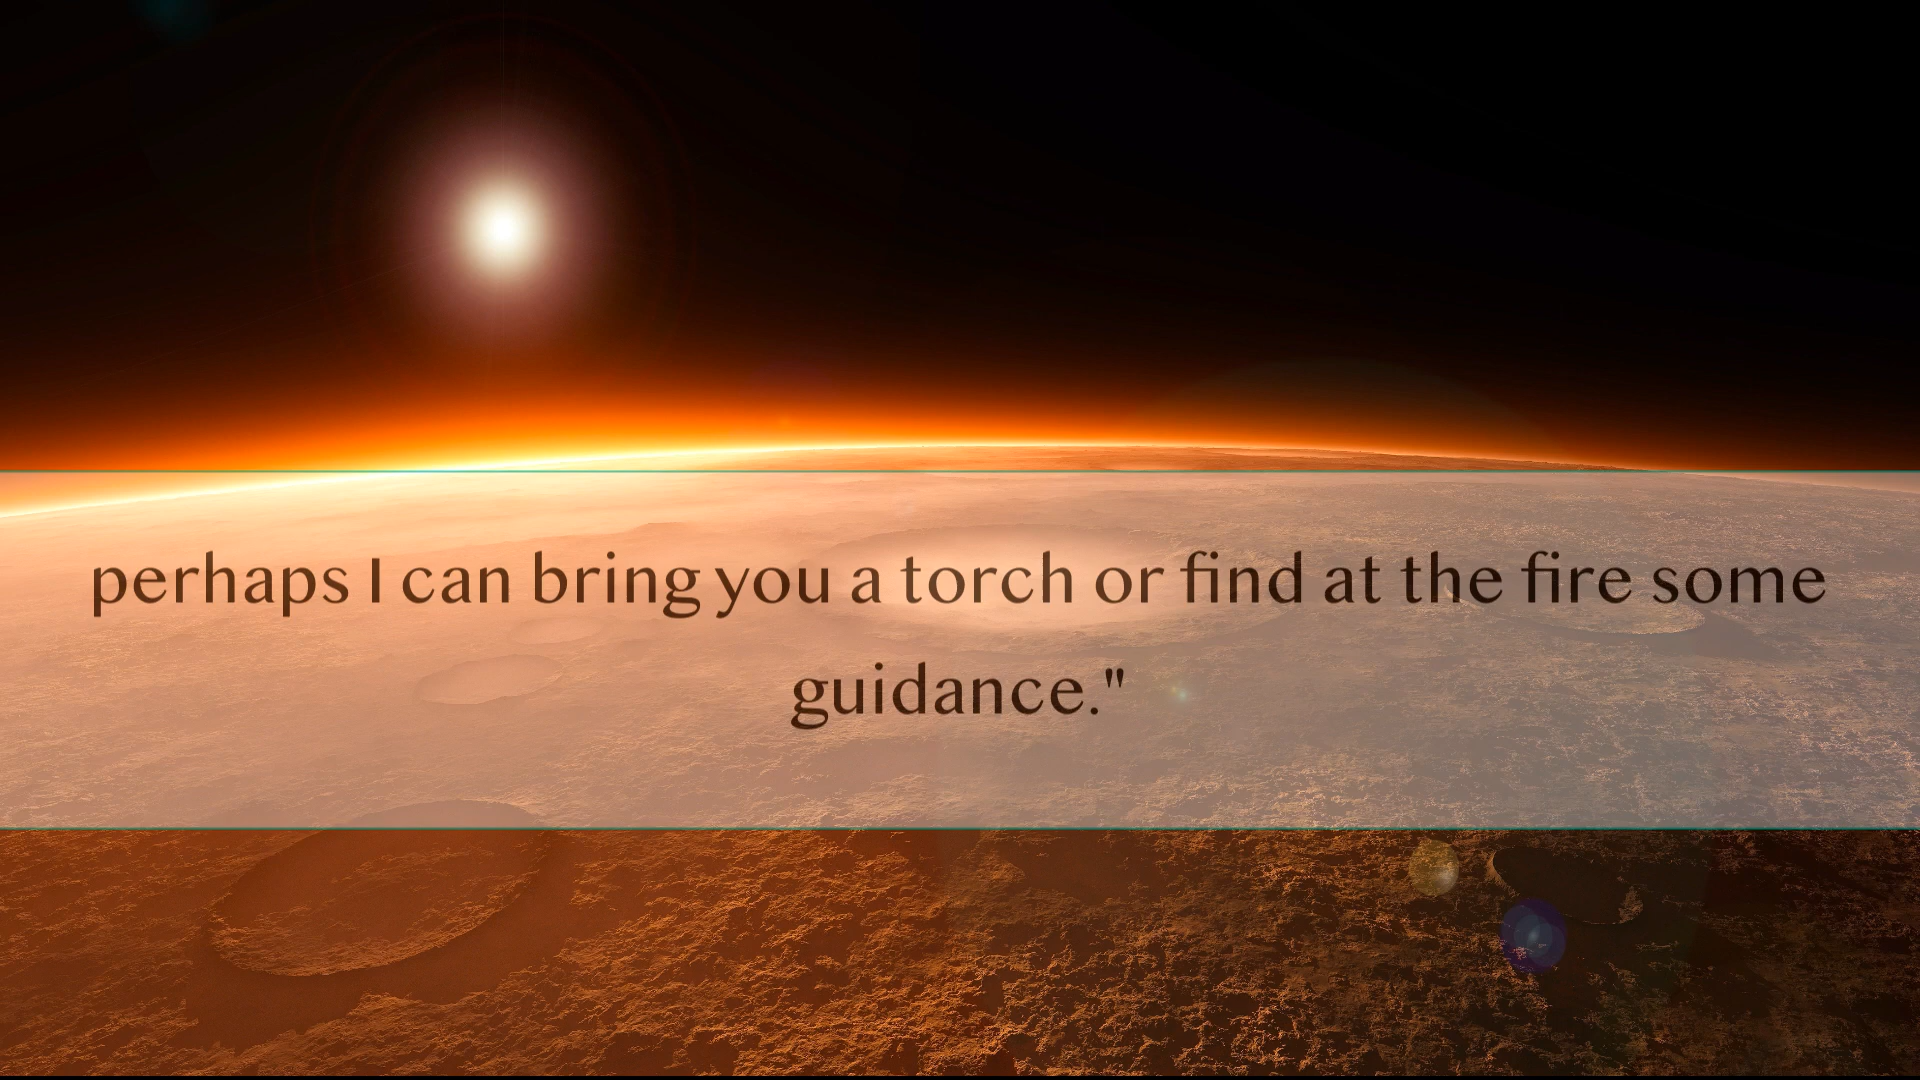 perhaps I can bring you a torch or find at the fire some
guidance."